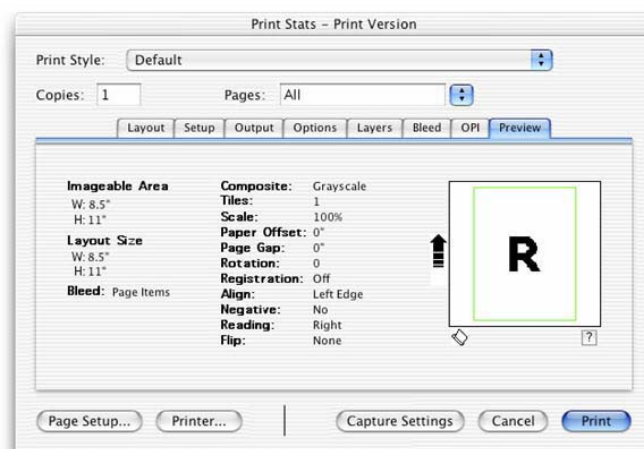 Print Stats – Print Version
Print Style: Default
Copies: 1 Pages: All
Layout Setup Output Options Layers Bleed OPI Preview
Imageable Area
W: 8.5"
H: 11"
Layout Size
W: 8.5"
H: 11"
Bleed: Page Items
Composite: Grayscale
Tiles: 1
Scale: 100%
Paper Offset: 0"
Page Gap: 0"
Rotation: 0
Registration: Off
Align: Left Edge
Negative: No
Reading: Right
Flip: None
R
?
Page Setup... Printer... Capture Settings Cancel Print